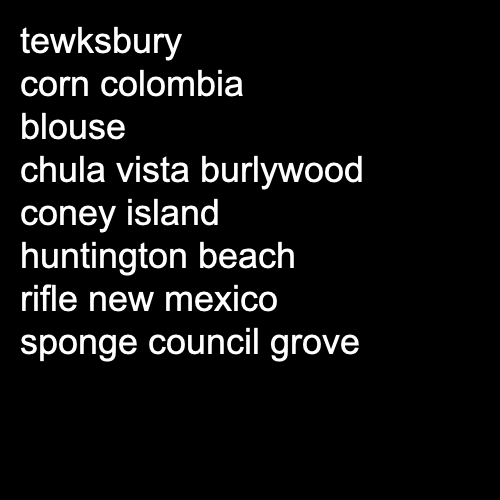 tewksbury
corn colombia
blouse
chula vista burlywood
coney island
huntington beach
rifle new mexico
sponge council grove